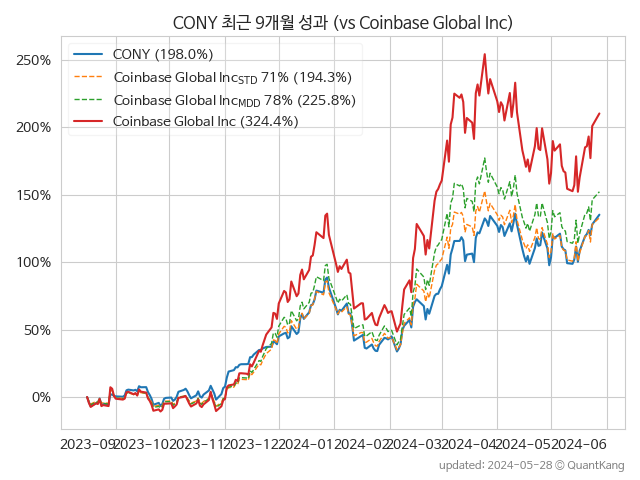 CONY 최근 9개월 성과 (vs Coinbase Global Inc)
CONY (198.0%)
Coinbase Global IncSTD 71% (194.3%)
Coinbase Global IncMDD 78% (225.8%)
Coinbase Global Inc (324.4%)
250%
200%
150%
100%
50%
0%
2023-09 2023-10 2023-11 2023-12 2024-01 2024-02 2024-03 2024-04 2024-05 2024-06
updated: 2024-05-28 © QuantKang